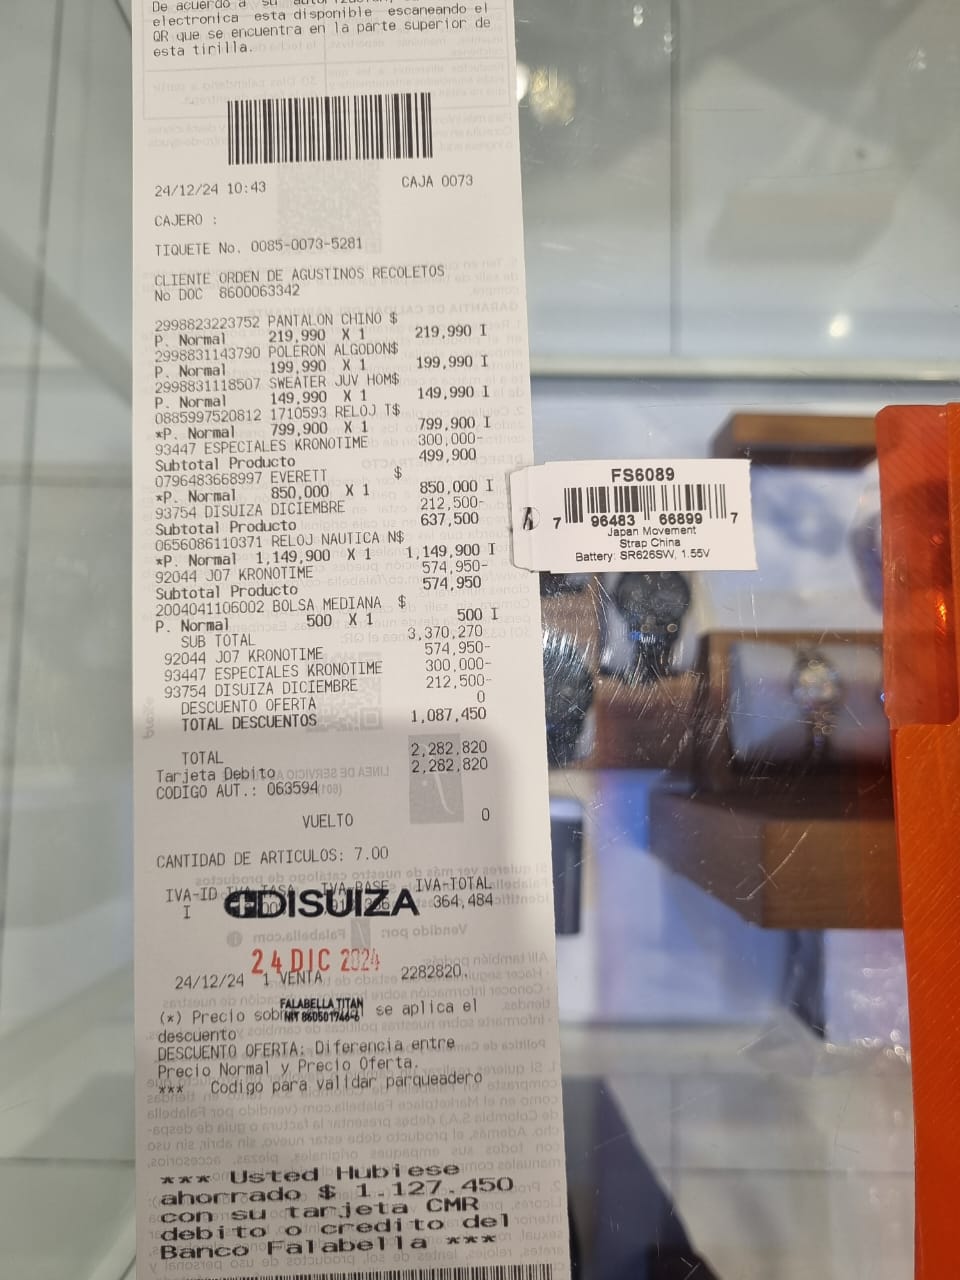 De acuerdo a su autorización,
electronica esta disponible escaneando el
QR que se encuentra en la parte superior de
esta tirilla.
24/12/24 10:43 CAJA 0073
CAJERO :
TIQUETE No. 0085-0073-5281
CLIENTE ORDEN DE AGUSTINOS RECOLETOS
No DOC 8600063342
2998823223752 PANTALON CHINO $
P. Normal 219,990 X 1 219,990 I
2998831143790 POLERON ALGODON$
P. Normal 199,990 X 1 199,990 I
2998831118507 SWEATER JUV HOM$
P. Normal 149,990 X 1 149,990 I
0885997520812 1710593 RELOJ T$
*P. Normal 799,900 X 1 799,900 I
93447 ESPECIALES KRONOTIME 300,000-
Subtotal Producto 499,900
0796483668997 EVERETT $
*P. Normal 850,000 X 1 850,000 I
93754 DISUIZA DICIEMBRE 212,500-
Subtotal Producto 637,500
0656086110371 RELOJ NAUTICA N$
*P. Normal 1,149,900 X 1 1,149,900 I
92044 J07 KRONOTIME 574,950-
Subtotal Producto 574,950
2004041106002 BOLSA MEDIANA $
P. Normal 500 X 1 500 I
SUB TOTAL 3,370,270
92044 J07 KRONOTIME 574,950-
93447 ESPECIALES KRONOTIME 300,000-
93754 DISUIZA DICIEMBRE 212,500-
DESCUENTO OFERTA 0
TOTAL DESCUENTOS 1,087,450
TOTAL 2,282,820
Tarjeta Debito 2,282,820
CODIGO AUT.: 063594
VUELTO 0
CANTIDAD DE ARTICULOS: 7.00
IVA-ID IVA-TASA IVA-BASE IVA-TOTAL
I 364,484
DISUIZA
24 DIC 2024
24/12/24 1 VENTA 2282820.
FALABELLA TITAN
(*) Precio se aplica el
descuento
DESCUENTO OFERTA: Diferencia entre
Precio Normal y Precio Oferta.
*** Codigo para validar parqueadero
*** Usted Hubiese
ahorrado $ 1.127.450
con su tarjeta CMR
debito o credito del
Banco Falabella ***
FS6089
7 96483 66899 7
Japan Movement
Strap China
Battery: SR626SW, 1.55V